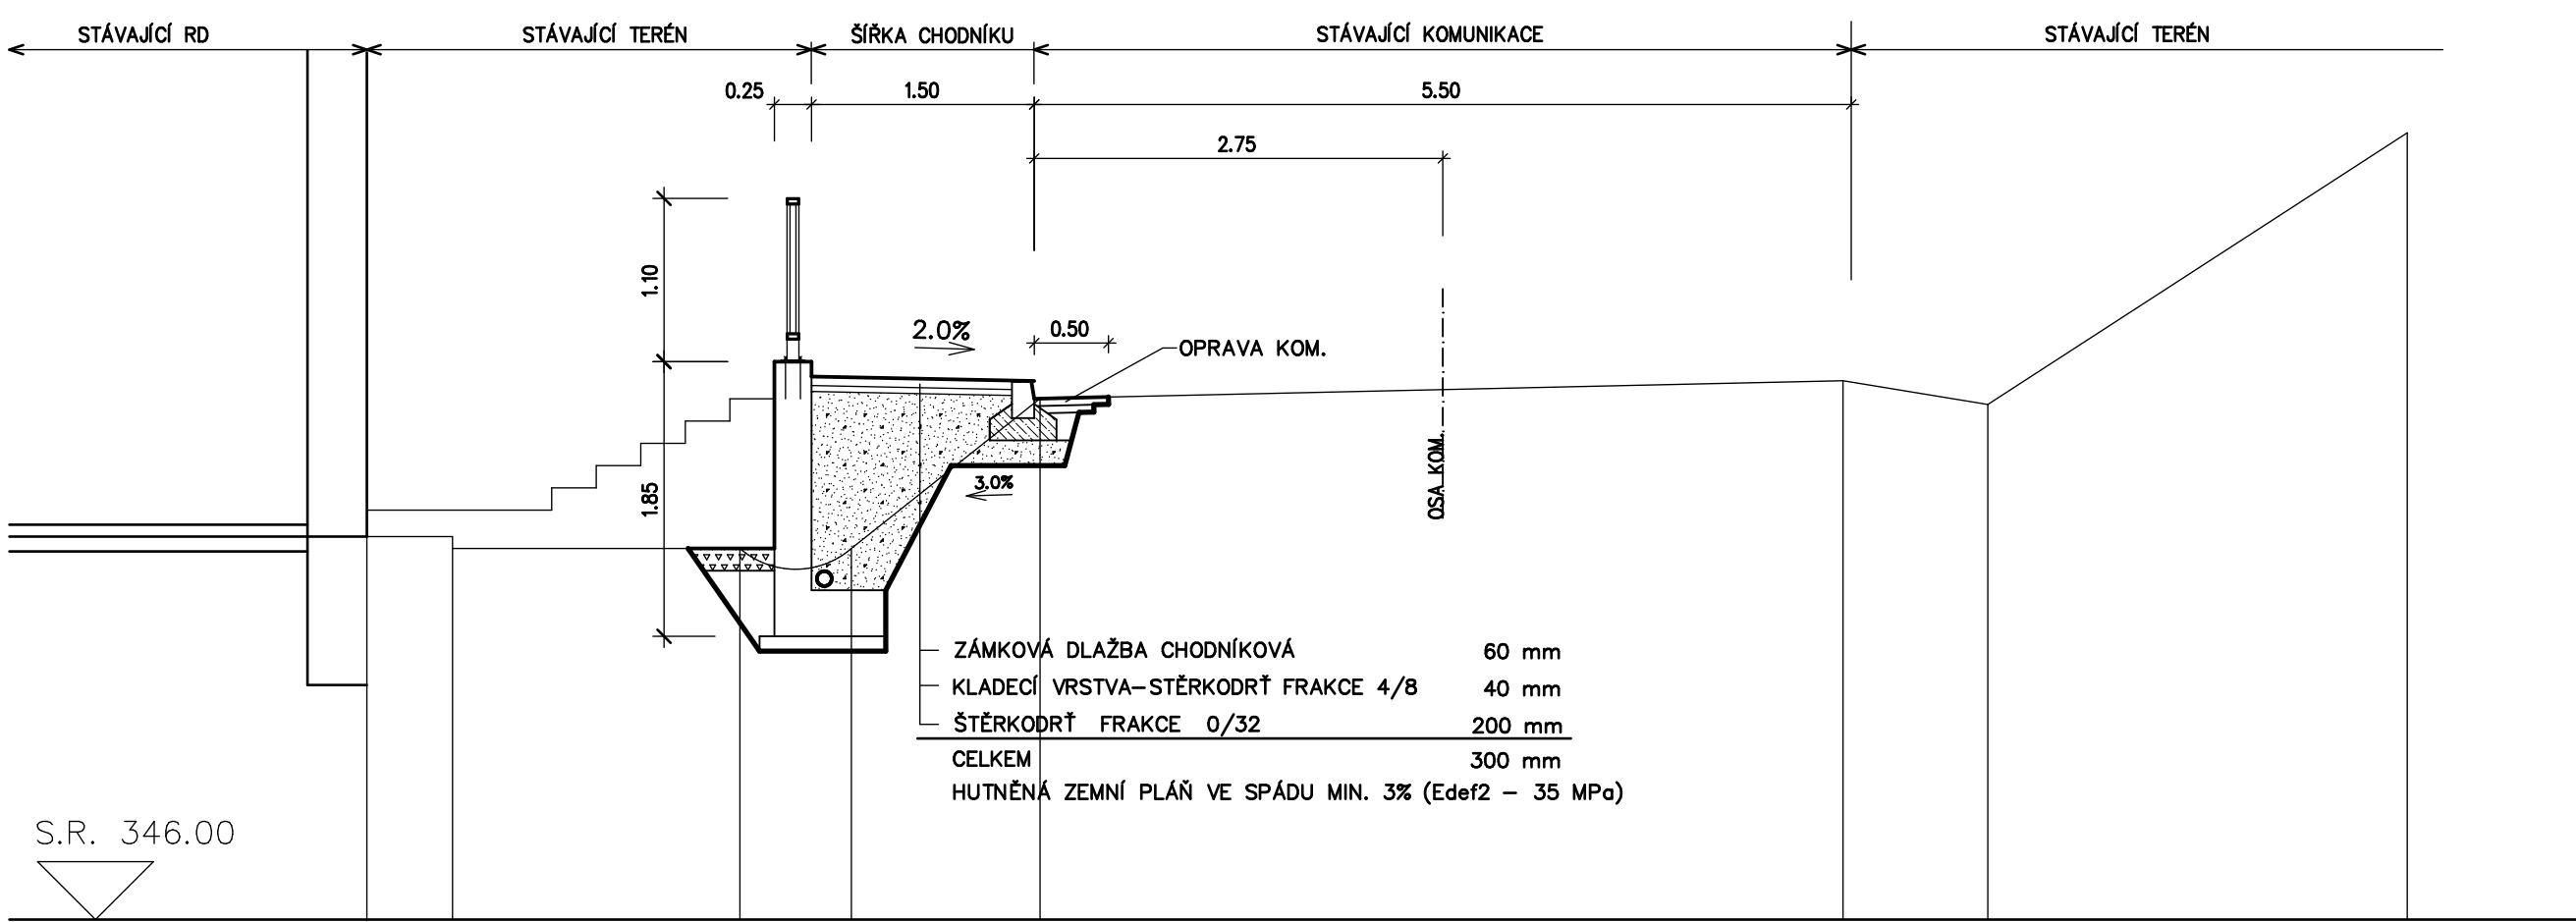 STÁVAJÍCÍ RD
STÁVAJÍCÍ TERÉN
ŠÍŘKA CHODNÍKU
STÁVAJÍCÍ KOMUNIKACE
STÁVAJÍCÍ TERÉN
0.25
1.50
5.50
2.75
1.10
2.0%
0.50
OPRAVA KOM.
1.85
3.0%
OSA KOM.
ZÁMKOVÁ DLAŽBA CHODNÍKOVÁ 60 mm
KLADECÍ VRSTVA-STĚRKODRŤ FRAKCE 4/8 40 mm
ŠTĚRKODRŤ FRAKCE 0/32 200 mm
CELKEM 300 mm
HUTNĚNÁ ZEMNÍ PLÁŇ VE SPÁDU MIN. 3% (Edef2 - 35 MPa)
S.R. 346.00